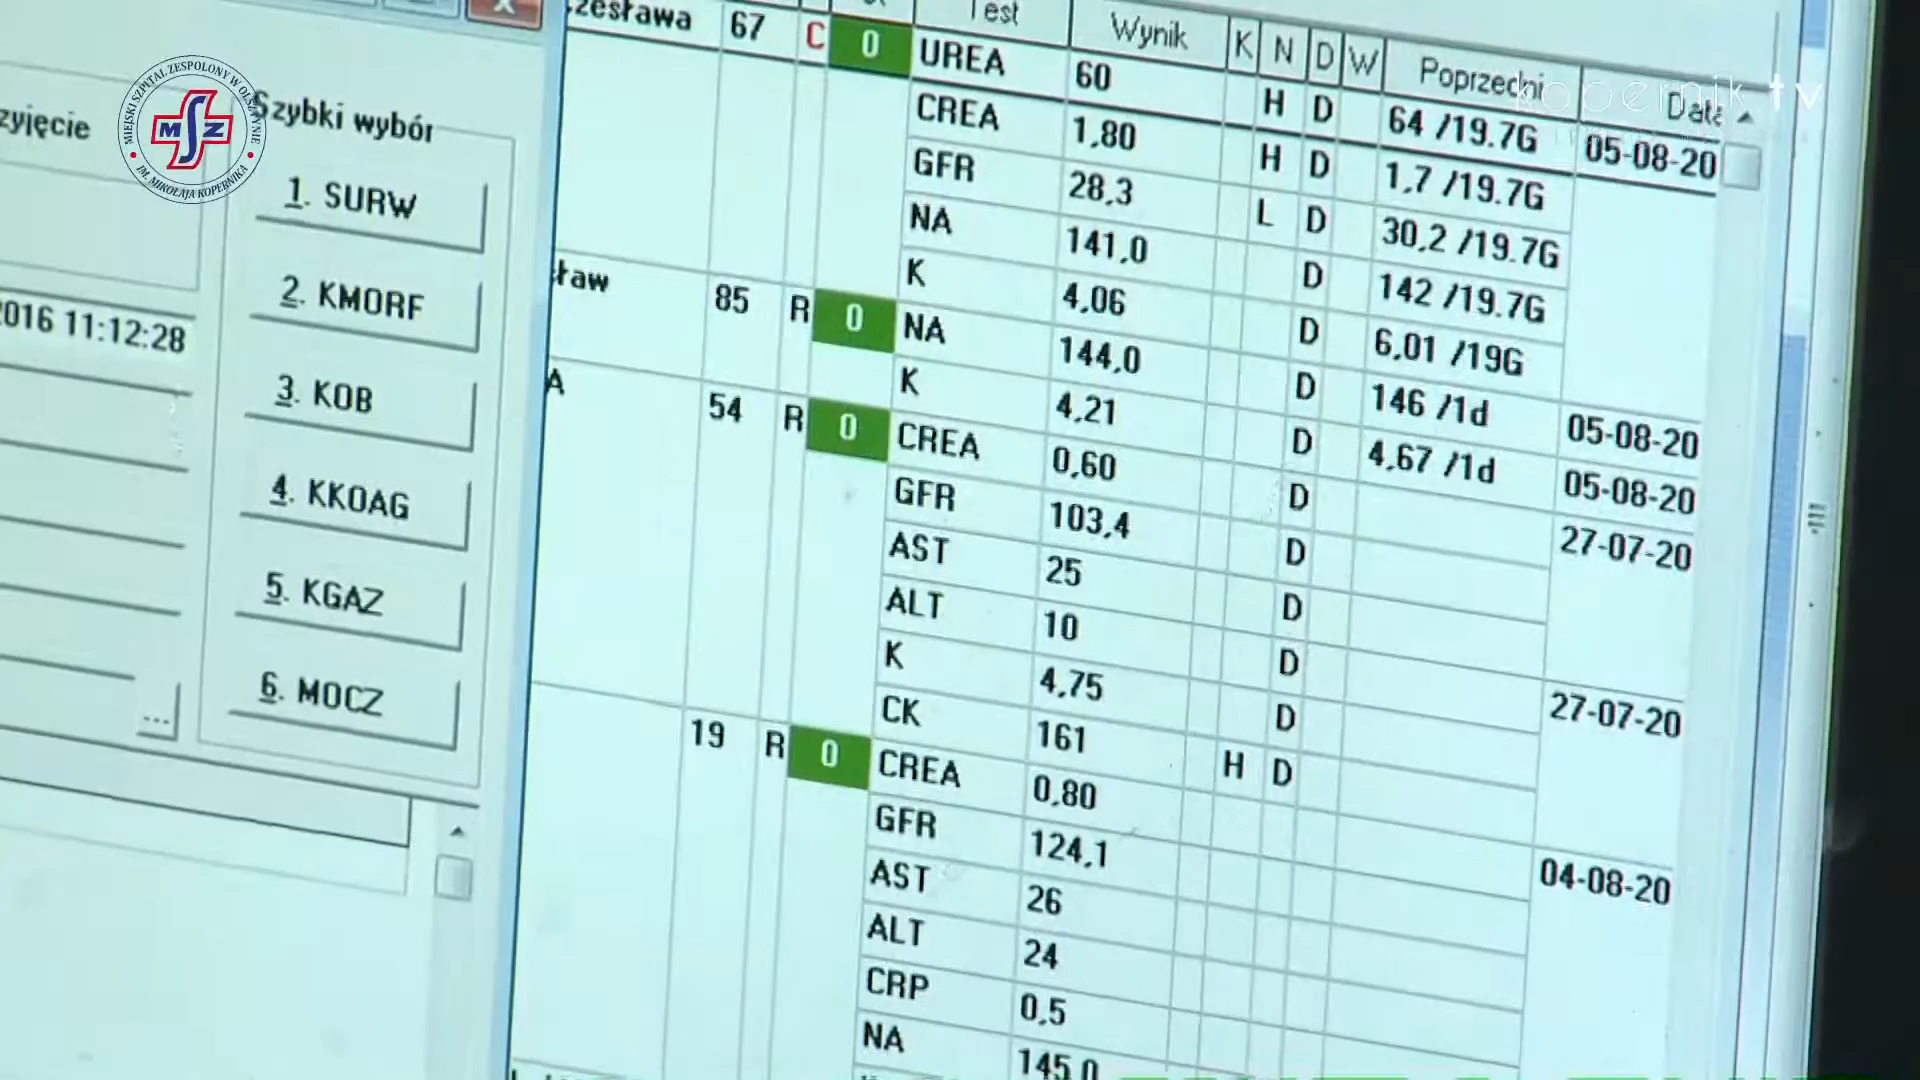 zesława 67 C 0 Test Wynik K N D W Poprzedni Data
MIEJSKI SZPITAL ZESPOLONY W OLSZTYNIE
MSZ
IM. MIKOŁAJA KOPERNIKA
kopernik tv
zyjęcie
Szybki wybór
1. SURW
2. KMORF
3. KOB
4. KKOAG
5. KGAZ
6. MOCZ
2016 11:12:28
...
UREA 60 H D 64 /19.7G 05-08-20
CREA 1,80 H D 1,7 /19.7G
GFR 28,3 L D 30,2 /19.7G
NA 141,0 D 142 /19.7G
K 4,06 D 6,01 /19G
sław 85 R 0 NA 144,0 D 146 /1d 05-08-20
K 4,21 D 4,67 /1d 05-08-20
A 54 R 0 CREA 0,60 D 27-07-20
GFR 103,4 D
AST 25 D
ALT 10 D 27-07-20
K 4,75 D
CK 161 H D
19 R 0 CREA 0,80 04-08-20
GFR 124,1
AST 26
ALT 24
CRP 0,5
NA 145,0